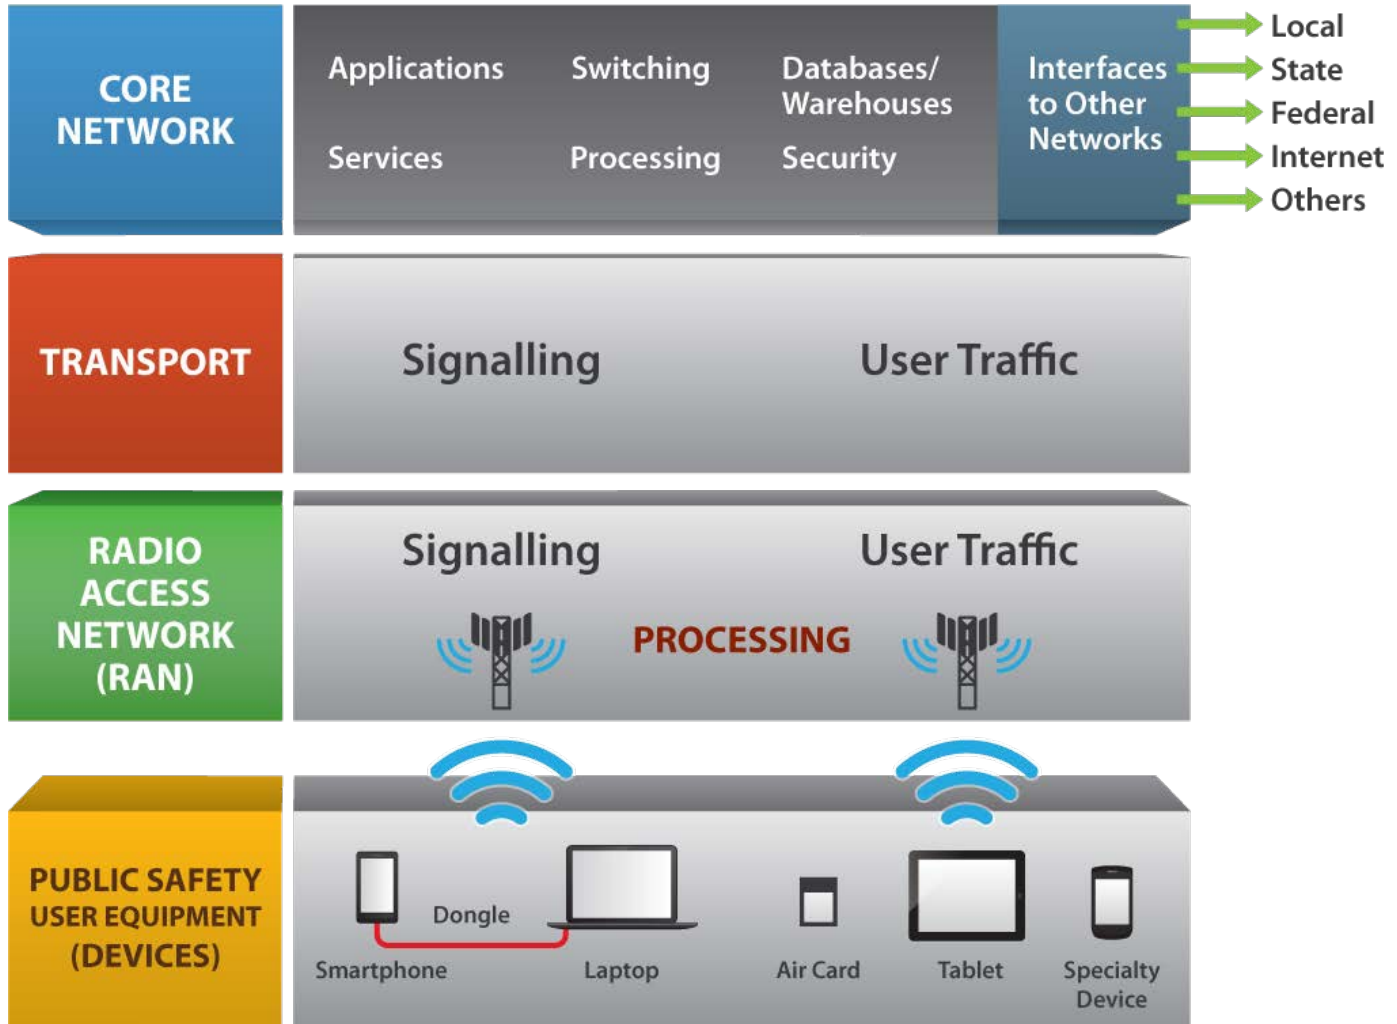 CORE
NETWORK
Applications
Switching
Databases/
Warehouses
Services
Processing
Security
Interfaces
to Other
Networks
Local
State
Federal
Internet
Others
TRANSPORT
Signalling
User Traffic
RADIO
ACCESS
NETWORK
(RAN)
Signalling
User Traffic
PROCESSING
PUBLIC SAFETY
USER EQUIPMENT
(DEVICES)
Dongle
Smartphone
Laptop
Air Card
Tablet
Specialty
Device